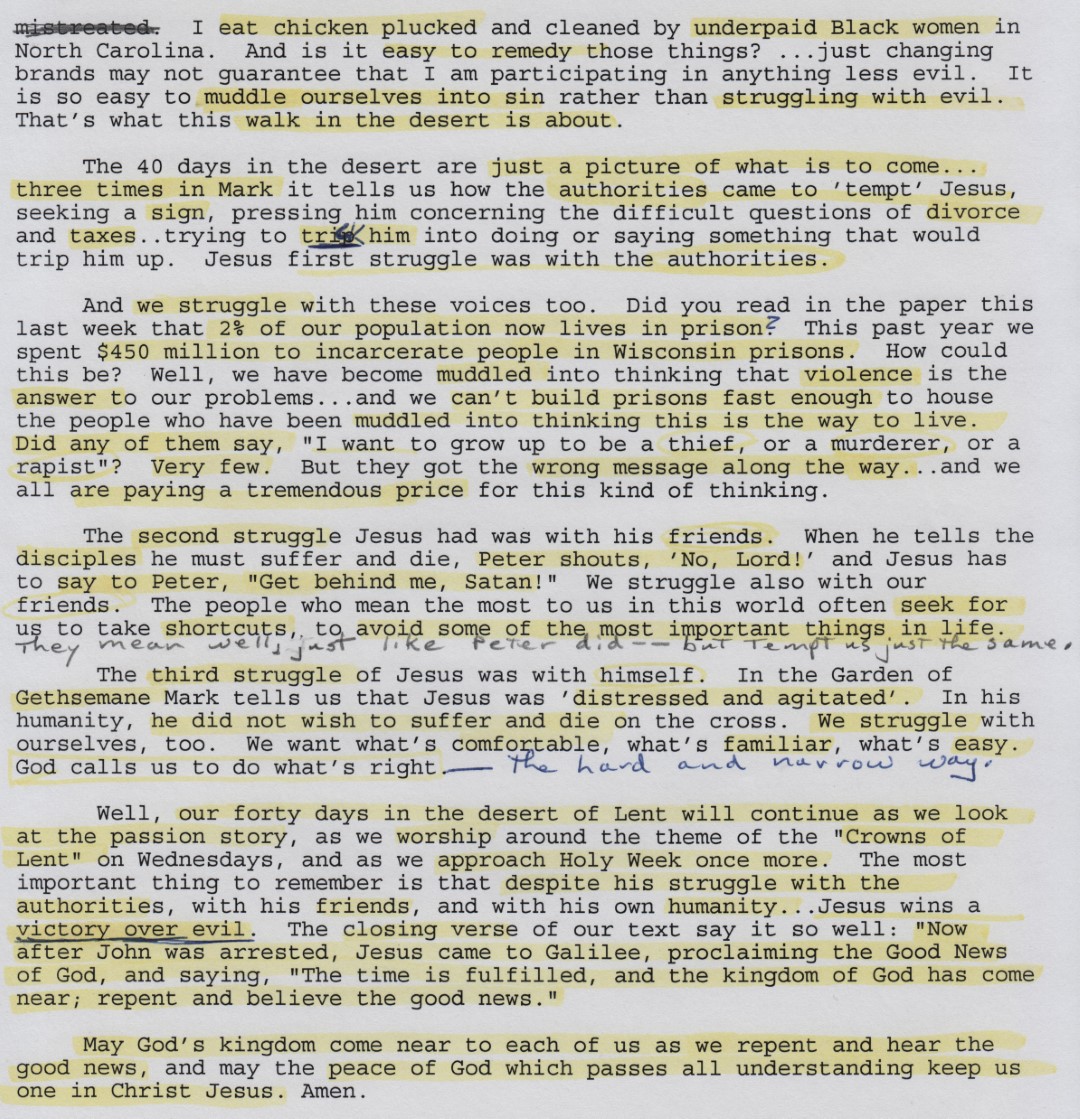 mistreated. I eat chicken plucked and cleaned by underpaid Black women in
North Carolina. And is it easy to remedy those things? ...just changing
brands may not guarantee that I am participating in anything less evil. It
is so easy to muddle ourselves into sin rather than struggling with evil.
That's what this walk in the desert is about.
The 40 days in the desert are just a picture of what is to come...
three times in Mark it tells us how the authorities came to 'tempt' Jesus,
seeking a sign, pressing him concerning the difficult questions of divorce
and taxes..trying to him into doing or saying something that would
trip him up. Jesus first struggle was with the authorities.
And we struggle with these voices too. Did you read in the paper this
last week that 2% of our population now lives in prison? This past year we
spent $450 million to incarcerate people in Wisconsin prisons. How could
this be? Well, we have become muddled into thinking that violence is the
answer to our problems...and we can't build prisons fast enough to house
the people who have been muddled into thinking this is the way to live.
Did any of them say, "I want to grow up to be a thief, or a murderer, or a
rapist"? Very few. But they got the wrong message along the way...and we
all are paying a tremendous price for this kind of thinking.
The second struggle Jesus had was with his friends. When he tells the
disciples he must suffer and die, Peter shouts, 'No, Lord!' and Jesus has
to say to Peter, "Get behind me, Satan!" We struggle also with our
friends. The people who mean the most to us in this world often seek for
us to take shortcuts, to avoid some of the most important things in life.
They mean well, just like Peter did -- but tempt us just the same.
The third struggle of Jesus was with himself. In the Garden of
Gethsemane Mark tells us that Jesus was 'distressed and agitated'. In his
humanity, he did not wish to suffer and die on the cross. We struggle with
ourselves, too. We want what's comfortable, what's familiar, what's easy.
God calls us to do what's right. — the hard and narrow way.
Well, our forty days in the desert of Lent will continue as we look
at the passion story, as we worship around the theme of the "Crowns of
Lent" on Wednesdays, and as we approach Holy Week once more. The most
important thing to remember is that despite his struggle with the
authorities, with his friends, and with his own humanity...Jesus wins a
victory over evil. The closing verse of our text say it so well: "Now
after John was arrested, Jesus came to Galilee, proclaiming the Good News
of God, and saying, "The time is fulfilled, and the kingdom of God has come
near; repent and believe the good news."
May God's kingdom come near to each of us as we repent and hear the
good news, and may the peace of God which passes all understanding keep us
one in Christ Jesus. Amen.